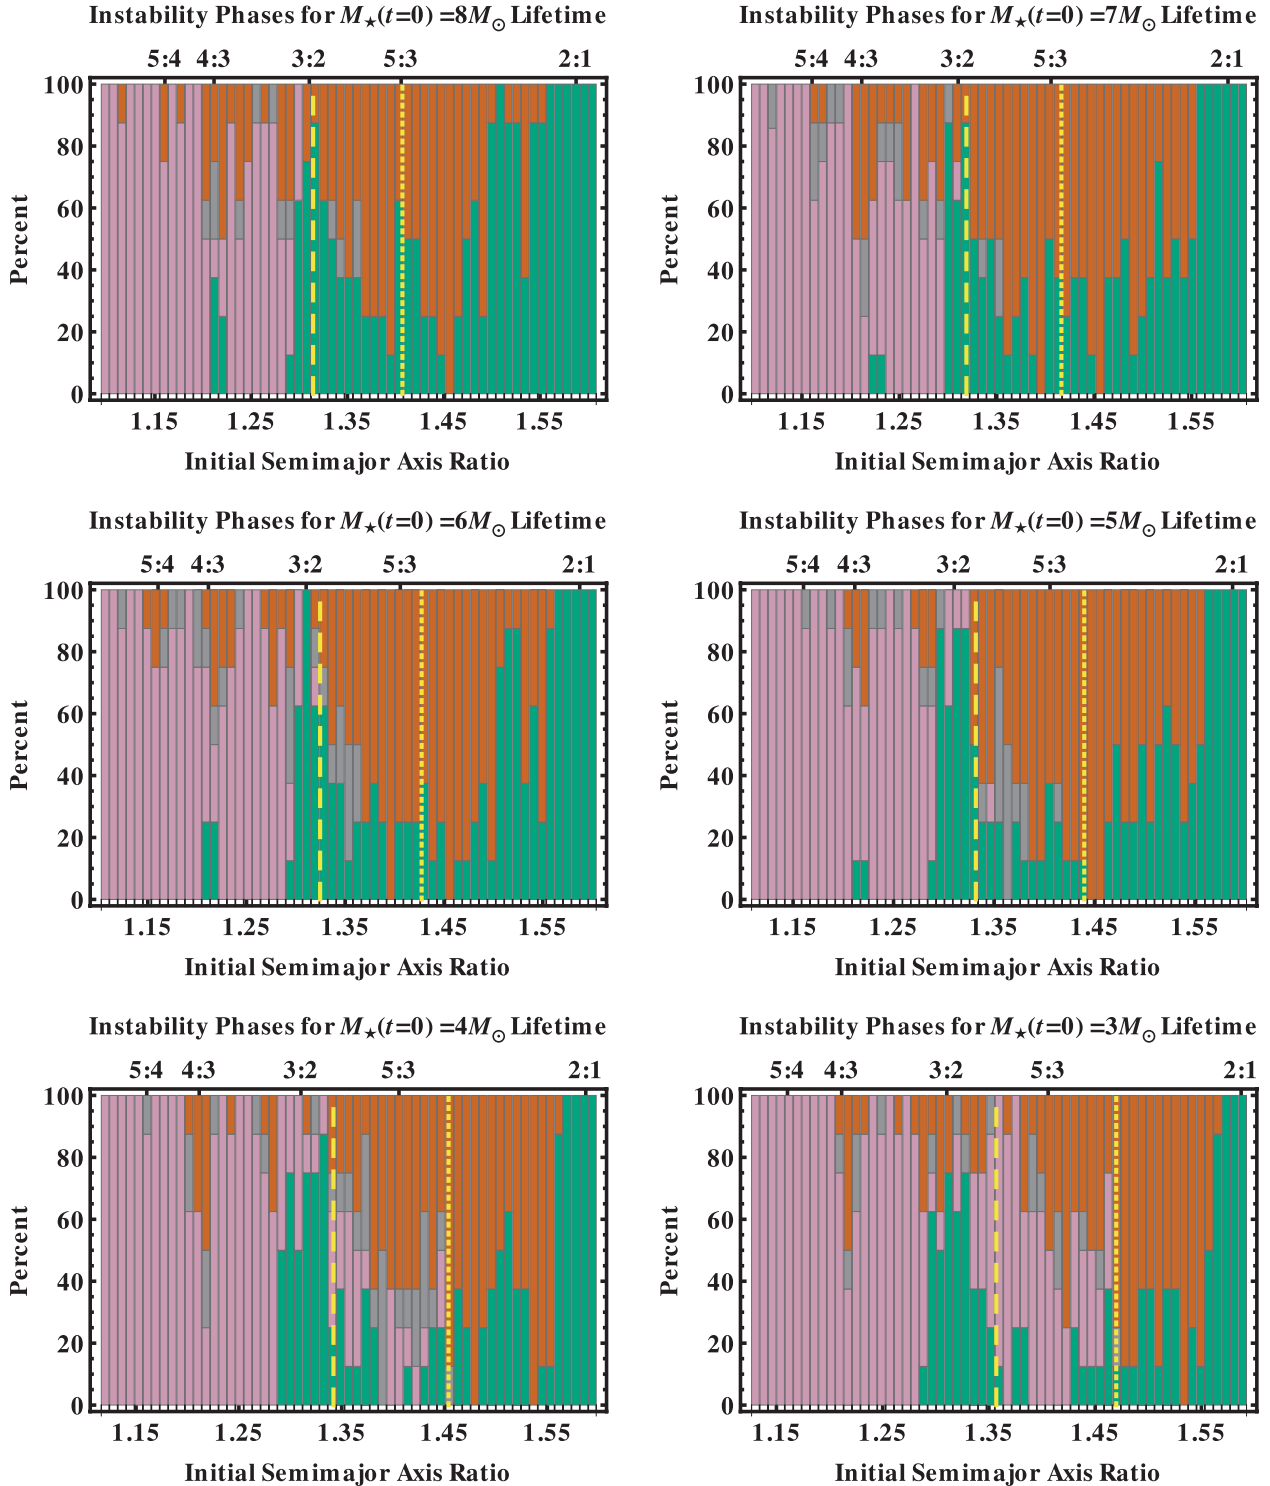 Instability Phases for M★(t=0) =8M⊙ Lifetime
5:4 4:3 3:2 5:3
2:1
100
80
60
40
20
0
Percent
1.15 1.25 1.35 1.45 1.55
Initial Semimajor Axis Ratio
Instability Phases for M★(t=0) =7M⊙ Lifetime
5:4 4:3 3:2 5:3 2:1
100
80
60
40
20
0
Percent
1.15 1.25 1.35 1.45 1.55
Initial Semimajor Axis Ratio
Instability Phases for M★(t=0) =6M⊙ Lifetime
5:4 4:3 3:2 5:3 2:1
100
80
60
40
20
0
Percent
1.15 1.25 1.35 1.45 1.55
Initial Semimajor Axis Ratio
Instability Phases for M★(t=0) =5M⊙ Lifetime
5:4 4:3 3:2 5:3 2:1
100
80
60
40
20
0
Percent
1.15 1.25 1.35 1.45 1.55
Initial Semimajor Axis Ratio
Instability Phases for M★(t=0) =4M⊙ Lifetime
5:4 4:3 3:2 5:3 2:1
100
80
60
40
20
0
Percent
1.15 1.25 1.35 1.45 1.55
Initial Semimajor Axis Ratio
Instability Phases for M★(t=0) =3M⊙ Lifetime
5:4 4:3 3:2 5:3 2:1
100
80
60
40
20
0
Percent
1.15 1.25 1.35 1.45 1.55
Initial Semimajor Axis Ratio